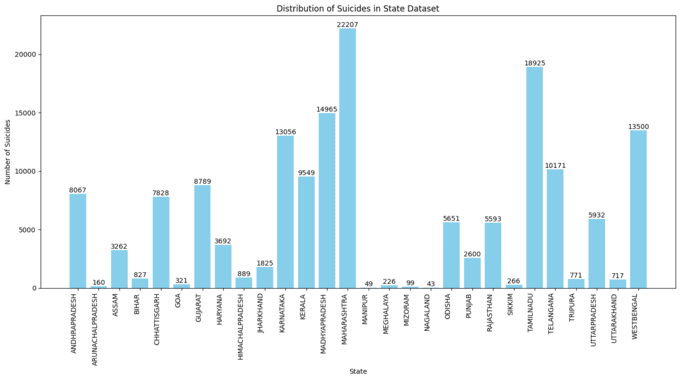 Distribution of Suicides in State Dataset
Number of Suicides
20000
15000
10000
5000
0
8067
160
3262
827
7828
321
8789
3692
889
1825
13056
9549
14965
22207
49
226
99
43
5651
2600
5593
266
18925
10171
771
5932
717
13500
ANDHRAPRADESH
ARUNACHALPRADESH
ASSAM
BIHAR
CHHATTISGARH
GOA
GUJARAT
HARYANA
HIMACHALPRADESH
JHARKHAND
KARNATAKA
KERALA
MADHYAPRADESH
MAHARASHTRA
MANIPUR
MEGHALAYA
MIZORAM
NAGALAND
ODISHA
PUNJAB
RAJASTHAN
SIKKIM
TAMILNADU
TELANGANA
TRIPURA
UTTARPRADESH
UTTARAKHAND
WESTBENGAL
State